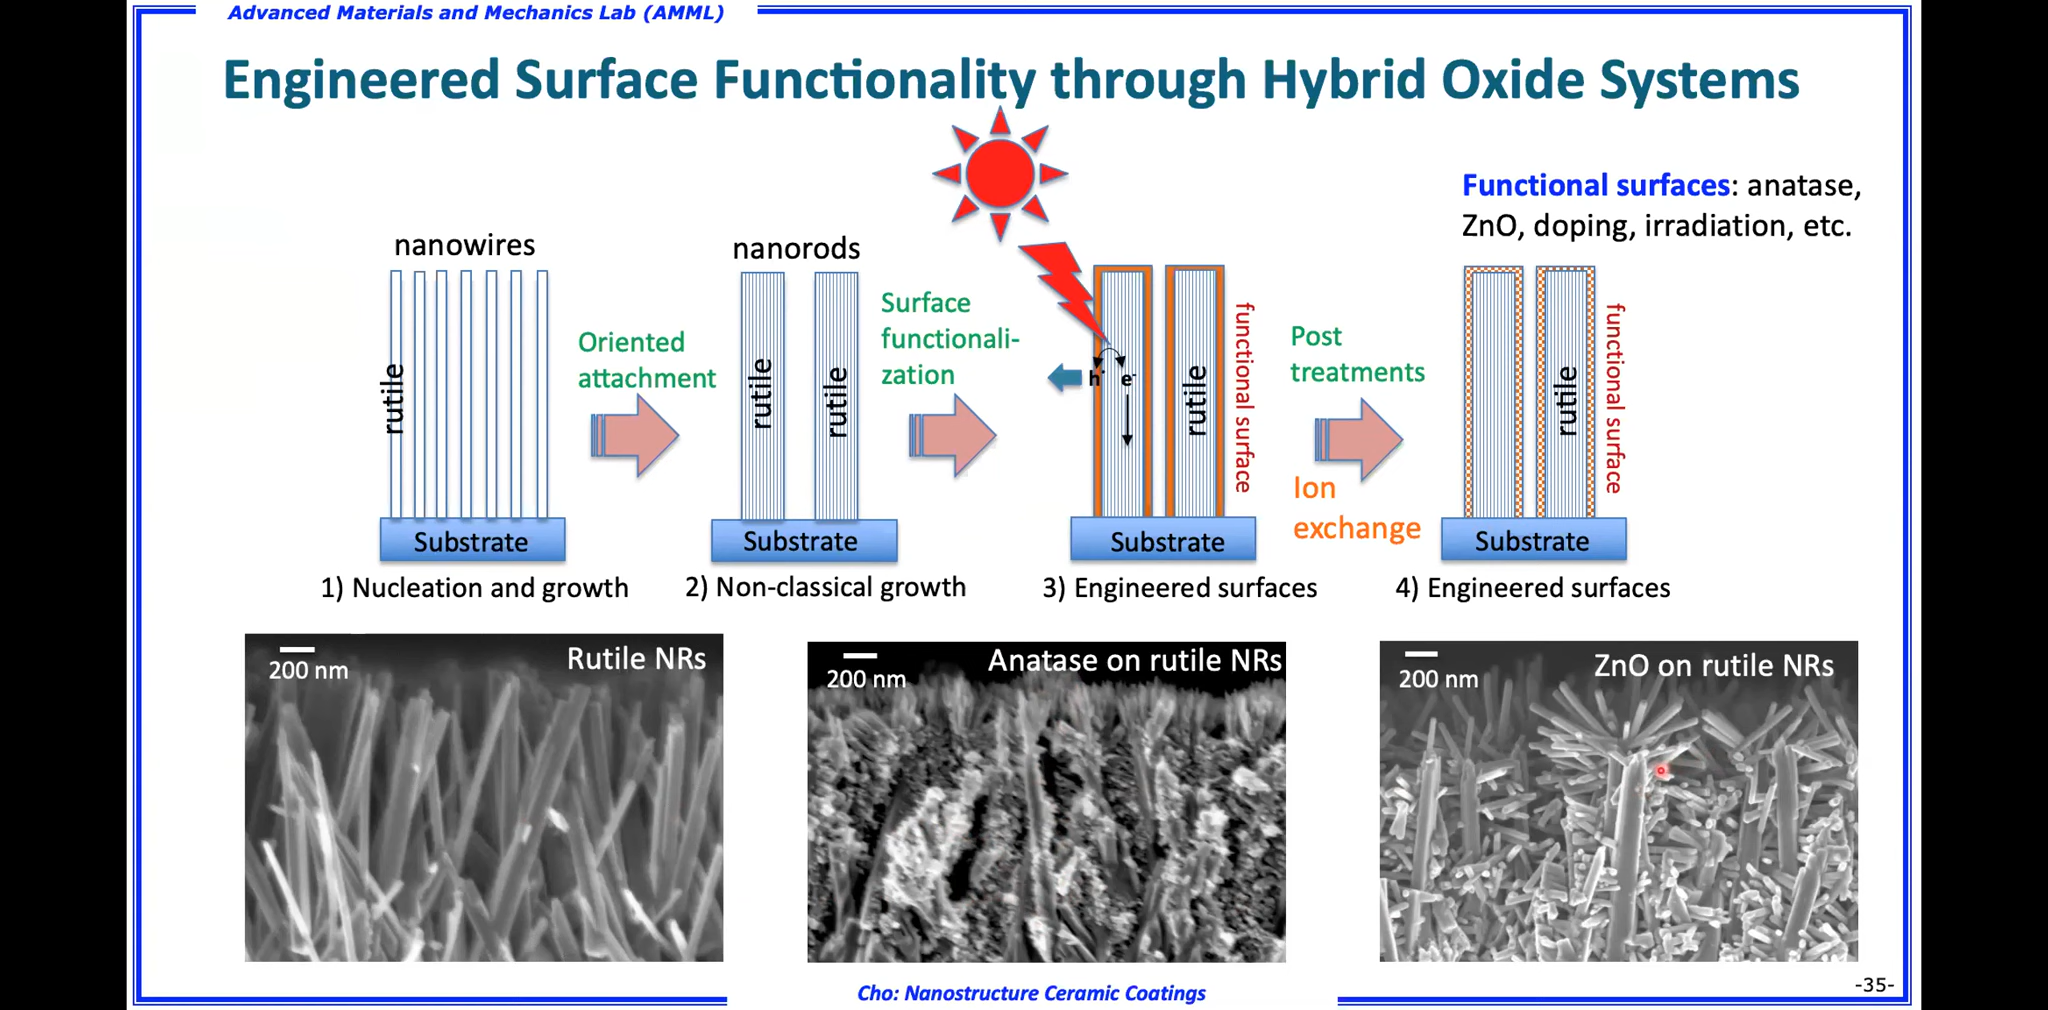 Advanced Materials and Mechanics Lab (AMML)
Engineered Surface Functionality through Hybrid Oxide Systems
Functional surfaces: anatase,
ZnO, doping, irradiation, etc.
nanowires
nanorods
rutile
Oriented
attachment
rutile
rutile
Surface
functionali-
zation
h+ e-
rutile
functional surface
Post
treatments
Ion
exchange
rutile
functional surface
Substrate
Substrate
Substrate
Substrate
1) Nucleation and growth
2) Non-classical growth
3) Engineered surfaces
4) Engineered surfaces
200 nm
Rutile NRs
200 nm
Anatase on rutile NRs
200 nm
ZnO on rutile NRs
Cho: Nanostructure Ceramic Coatings
-35-